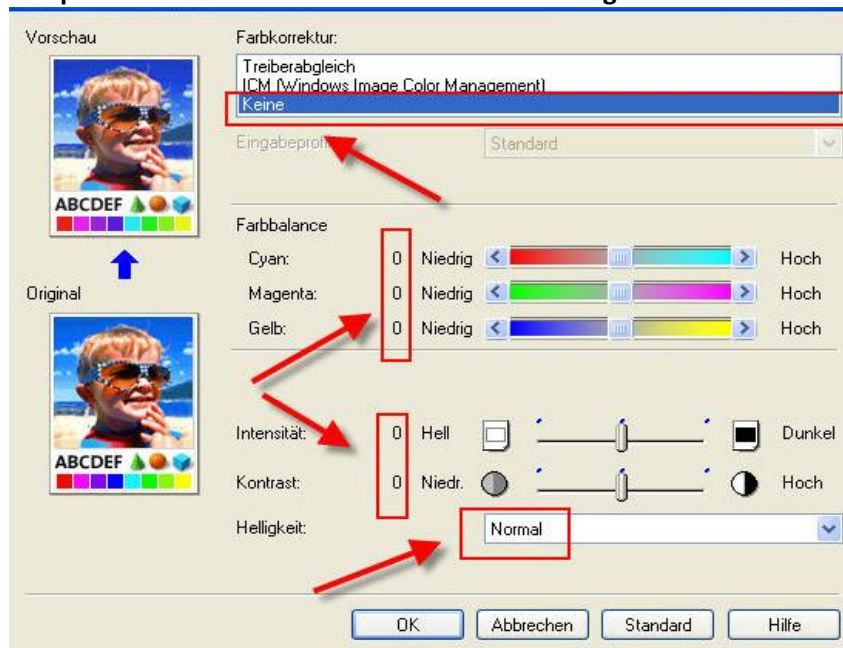 Vorschau
Farbkorrektur:
Treiberabgleich
ICM (Windows Image Color Management)
Keine
Standard
ABCDEF
Farbbalance
Cyan: 0 Niedrig Hoch
Original
Magenta: 0 Niedrig Hoch
Gelb: 0 Niedrig Hoch
Intensität: 0 Hell Dunkel
ABCDEF
Kontrast: 0 Niedr. Hoch
Helligkeit: Normal
OK Abbrechen Standard Hilfe